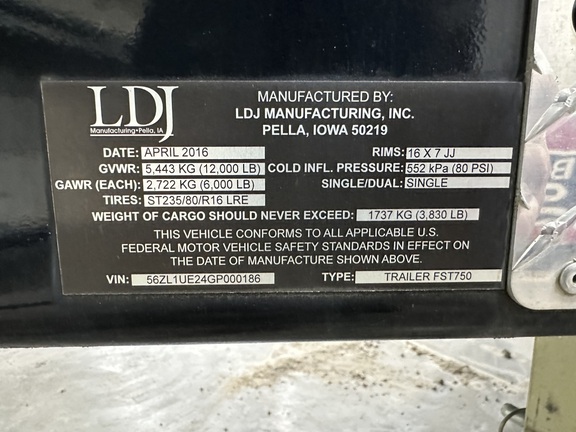 LDJ
Manufacturing•Pella, IA
MANUFACTURED BY:
LDJ MANUFACTURING, INC.
PELLA, IOWA 50219
DATE: APRIL 2016 RIMS: 16 X 7 JJ
GVWR: 5,443 KG (12,000 LB) COLD INFL. PRESSURE: 552 kPa (80 PSI)
GAWR (EACH): 2,722 KG (6,000 LB) SINGLE/DUAL: SINGLE
TIRES: ST235/80/R16 LRE
WEIGHT OF CARGO SHOULD NEVER EXCEED: 1737 KG (3,830 LB)
THIS VEHICLE CONFORMS TO ALL APPLICABLE U.S.
FEDERAL MOTOR VEHICLE SAFETY STANDARDS IN EFFECT ON
THE DATE OF MANUFACTURE SHOWN ABOVE.
VIN: 56ZL1UE24GP000186 TYPE: TRAILER FST750